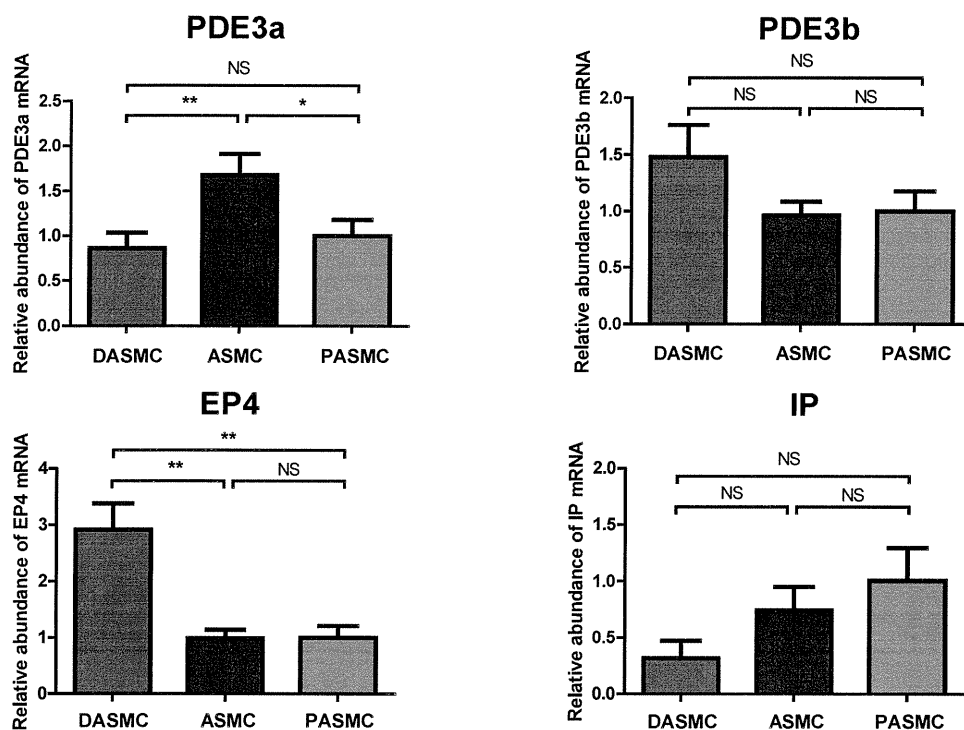 PDE3a
NS
**
*
Relative abundance of PDE3a mRNA
2.5
2.0
1.5
1.0
0.5
0.0
DASMC ASMC PASMC
PDE3b
NS
NS NS
Relative abundance of PDE3b mRNA
2.0
1.5
1.0
0.5
0.0
DASMC ASMC PASMC
EP4
**
** NS
Relative abundance of EP4 mRNA
4
3
2
1
0
DASMC ASMC PASMC
IP
NS
NS NS
Relative abundance of IP mRNA
2.0
1.5
1.0
0.5
0.0
DASMC ASMC PASMC